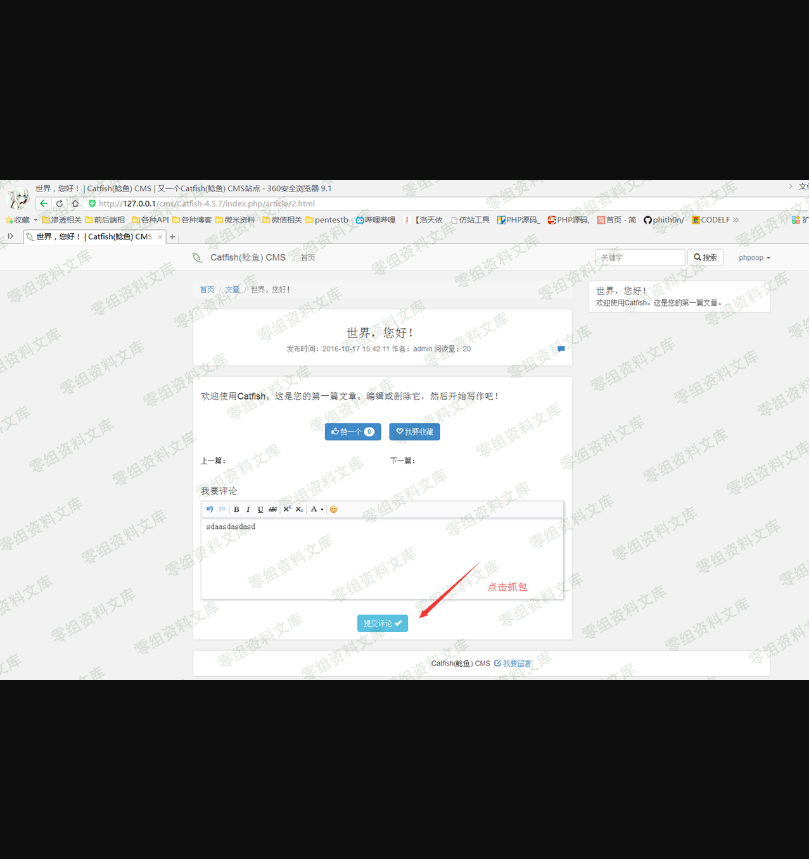 世界，您好！ | Catfish(鲶鱼) CMS | 又一个Catfish(鲶鱼) CMS站点 - 360安全浏览器 9.1
http://127.0.0.1/cms/Catfish-4.5.7/index.php/article/2.html
收藏 渗透相关 前后端相 各种API 各种博客 微米资料 微信相关 pentestb 哔哩哔哩 【洛天依 仿站工具 PHP源码_ PHP源码, 首页 - 简 phith0n/ CODELF » 扩
世界，您好！ | Catfish(鲶鱼) CMS × +
Catfish(鲶鱼) CMS 首页 关键字 搜索 phpoop
首页 / 文章 / 世界，您好！
世界，您好！
欢迎使用Catfish。这是您的第一篇文章。
世界，您好！
发布时间：2016-10-17 15:42:11 作者：admin 阅读量：20
欢迎使用Catfish。这是您的第一篇文章。编辑或删除它，然后开始写作吧！
赞一个 0 我要收藏
上一篇： 下一篇：
我要评论
B I U ABC X² X₂ A
sdaasdasdasd
点击抓包
提交评论
Catfish(鲶鱼) CMS 我要留言
零组资料文库